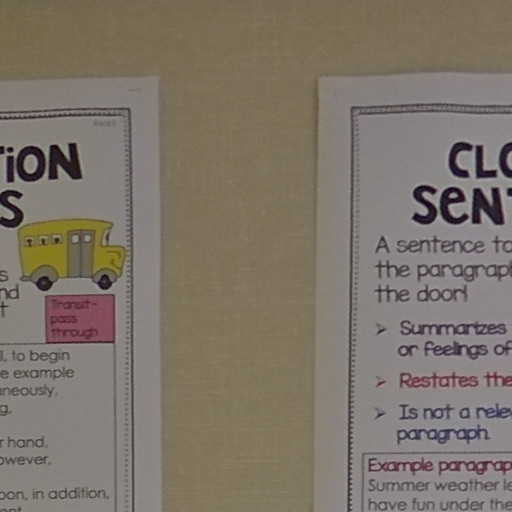 TiON
S
s
nd
t
Transit-
pass
through
l, to begin
e example
neously,
g,
r hand,
owever,
oon, in addition,
CLO
SENT
A sentence to
the paragraph
the door!
Summarizes
or feelings of
Restates the
Is not a rele
paragraph.
Example paragrap
Summer weather le
have fun under the